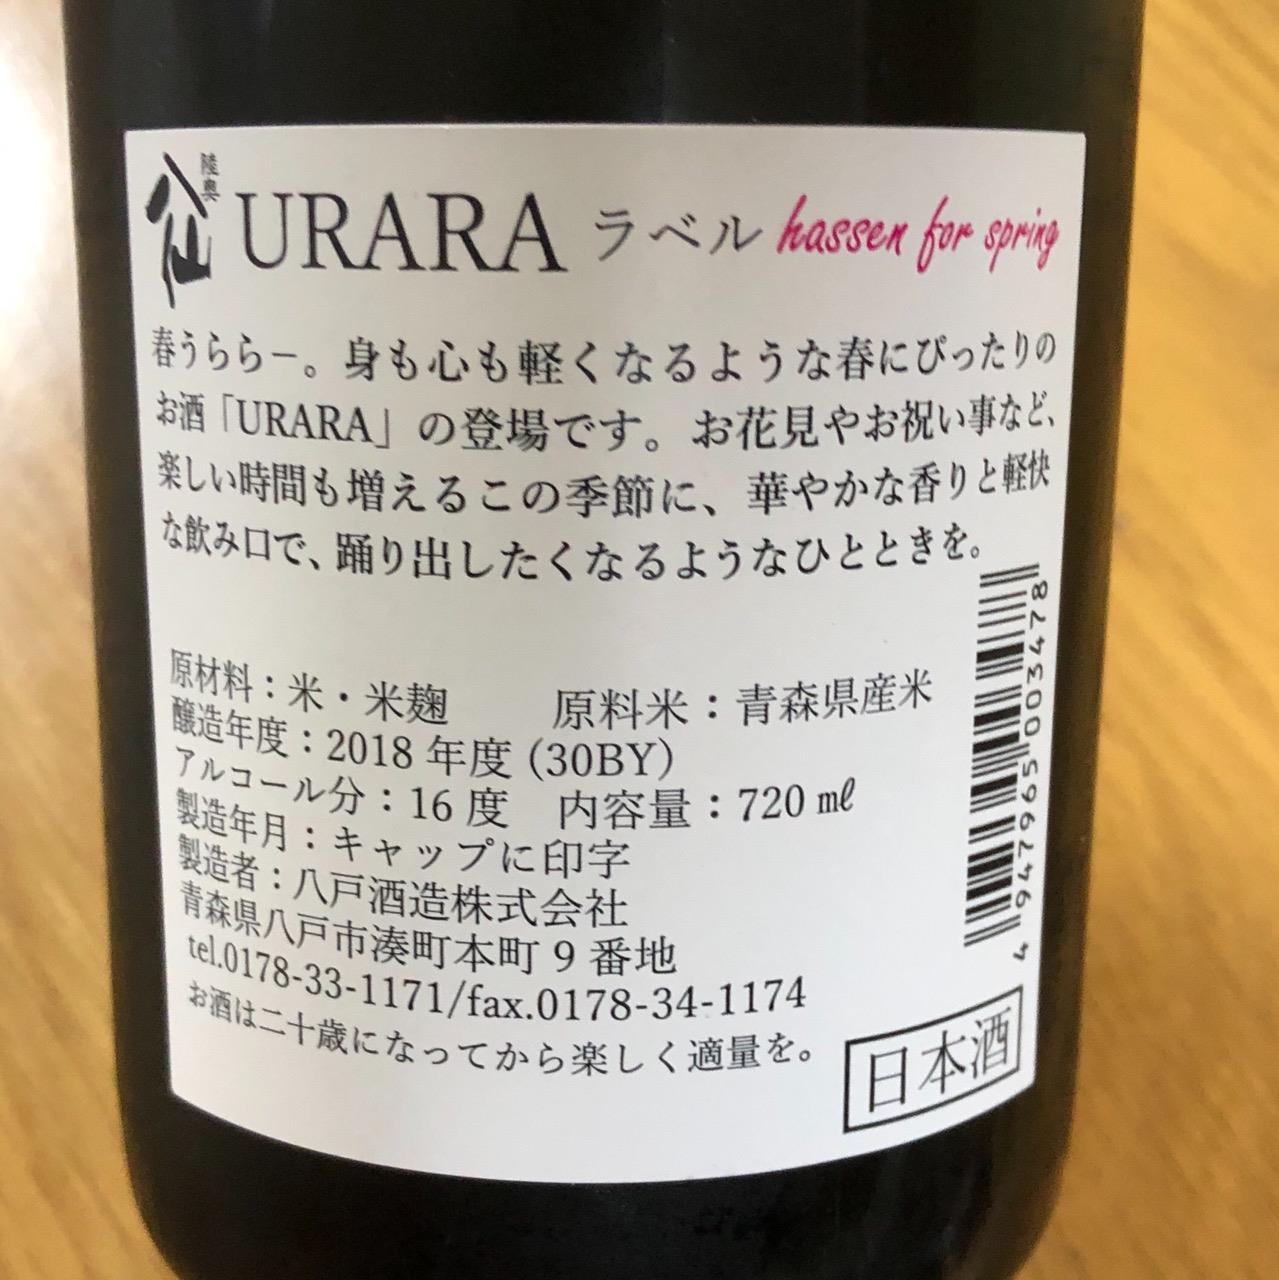 陸奥八仙 URARA ラベル hassen for spring
春うらら－。身も心も軽くなるような春にぴったりの
お酒「URARA」の登場です。お花見やお祝い事など、
楽しい時間も増えるこの季節に、華やかな香りと軽快
な飲み口で、踊り出したくなるようなひとときを。
原材料：米・米麹　原料米：青森県産米
醸造年度：2018 年度 (30BY)
アルコール分：16 度　内容量：720 ㎖
製造年月：キャップに印字
製造者：八戸酒造株式会社
青森県八戸市湊町本町 9 番地
tel.0178-33-1171/fax.0178-34-1174
お酒は二十歳になってから楽しく適量を。
日本酒
4947965003478